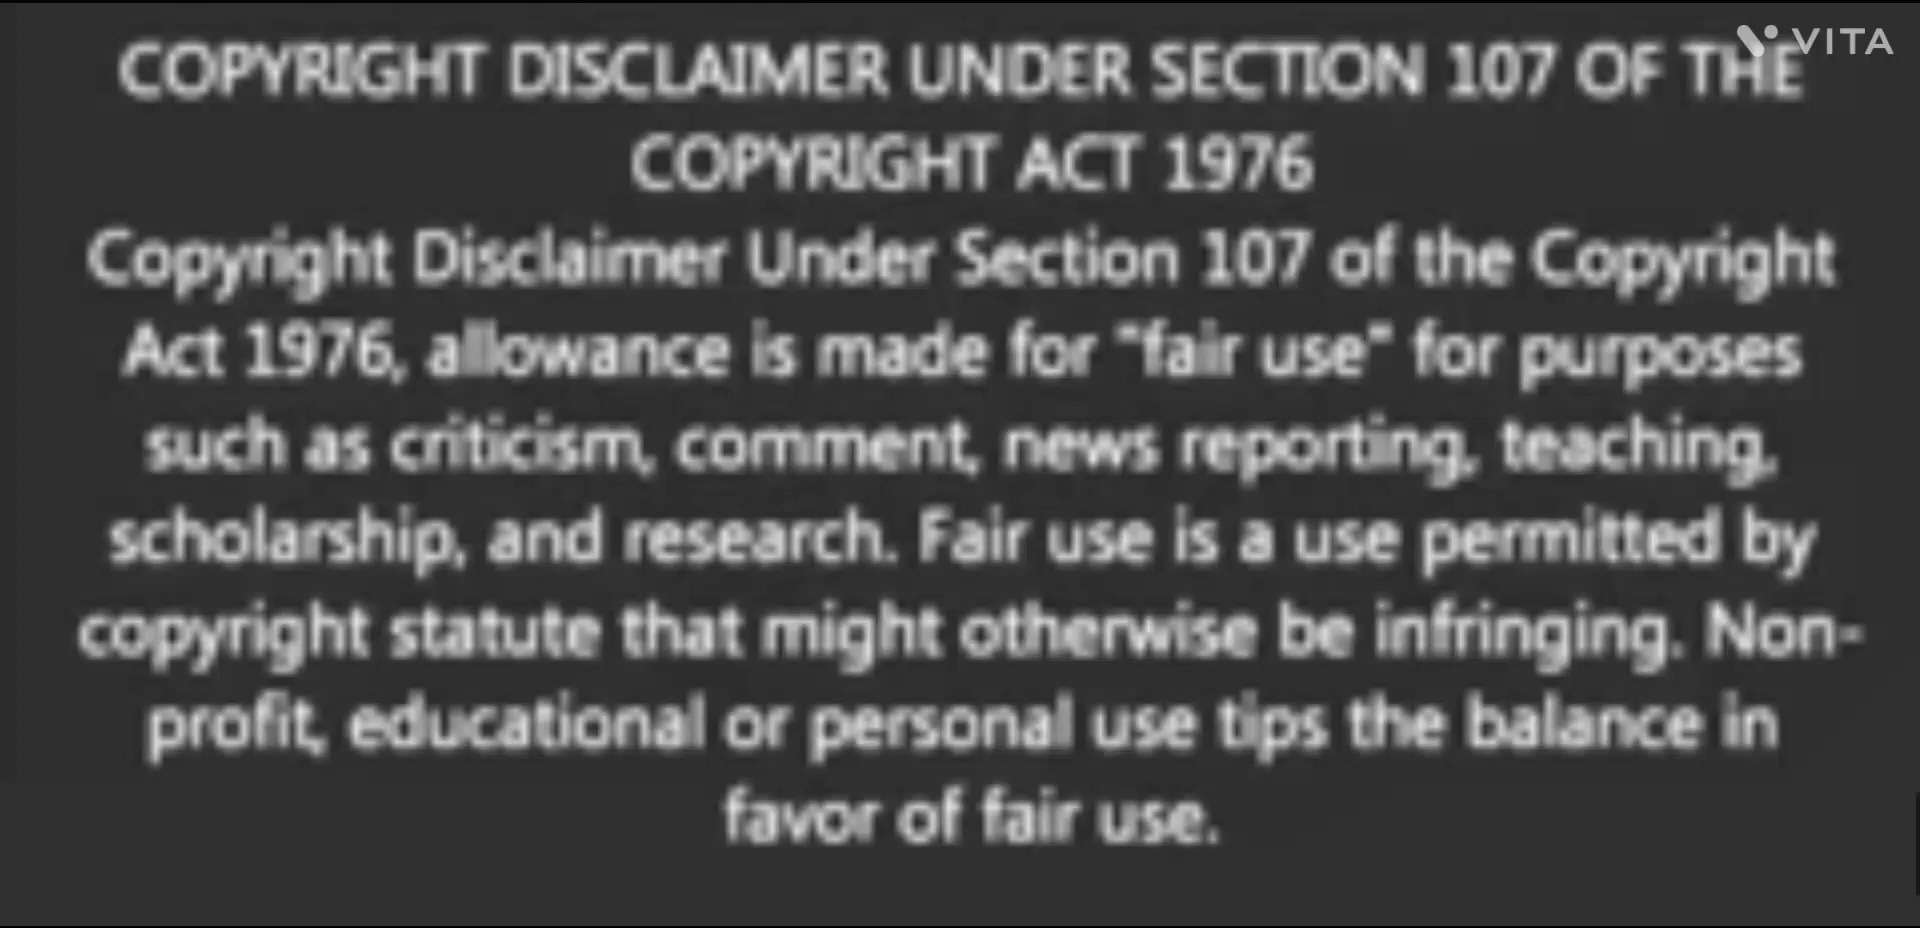 VITA
COPYRIGHT DISCLAIMER UNDER SECTION 107 OF THE
COPYRIGHT ACT 1976
Copyright Disclaimer Under Section 107 of the Copyright
Act 1976, allowance is made for "fair use" for purposes
such as criticism, comment, news reporting, teaching,
scholarship, and research. Fair use is a use permitted by
copyright statute that might otherwise be infringing. Non-
profit, educational or personal use tips the balance in
favor of fair use.